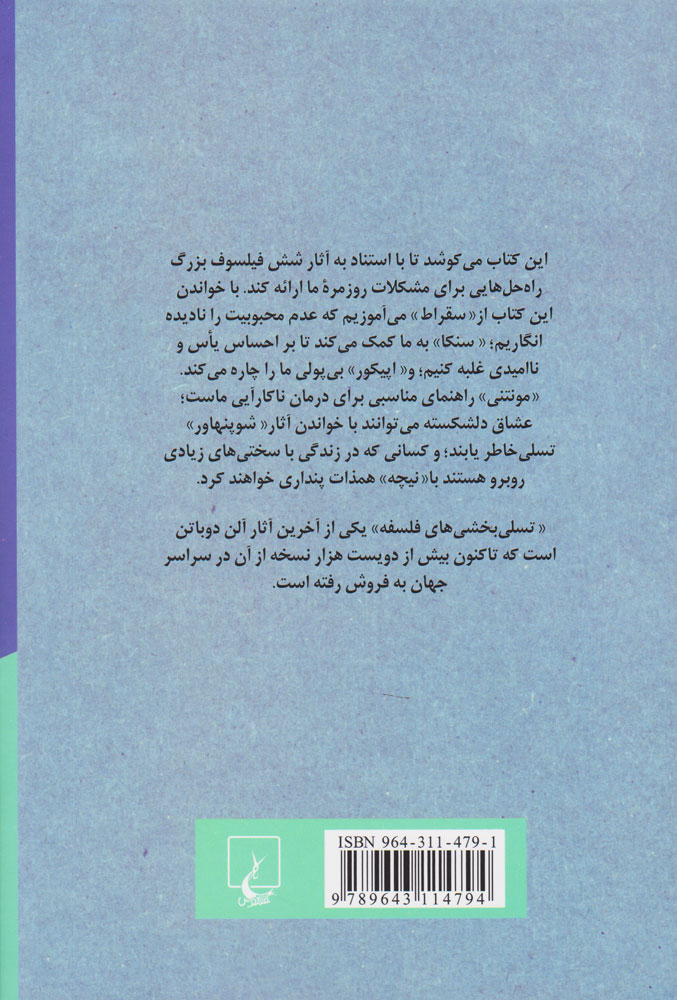 این کتاب می‌کوشد تا با استناد به آثار شش فیلسوف بزرگ
راه‌حل‌هایی برای مشکلات روزمرهٔ ما ارائه کند. با خواندن
این کتاب از« سقراط» می‌آموزیم که عدم محبوبیت را نادیده
انگاریم؛ « سنکا» به ما کمک می‌کند تا بر احساس یأس و
ناامیدی غلبه کنیم؛ و« اپیکور» بی‌پولی ما را چاره می‌کند.
«مونتنی» راهنمای مناسبی برای درمان ناکارآیی ماست؛
عشاق دلشکسته می‌توانند با خواندن آثار« شوپنهاور»
تسلی‌خاطر یابند؛ و کسانی که در زندگی با سختی‌های زیادی
روبرو هستند با«نیچه» همذات پنداری خواهند کرد.
« تسلی‌بخشی‌های فلسفه» یکی از آخرین آثار آلن دوباتن
است که تاکنون بیش از دویست هزار نسخه از آن در سراسر
جهان به فروش رفته است.
ISBN 964-311-479-1
9 789643 114794